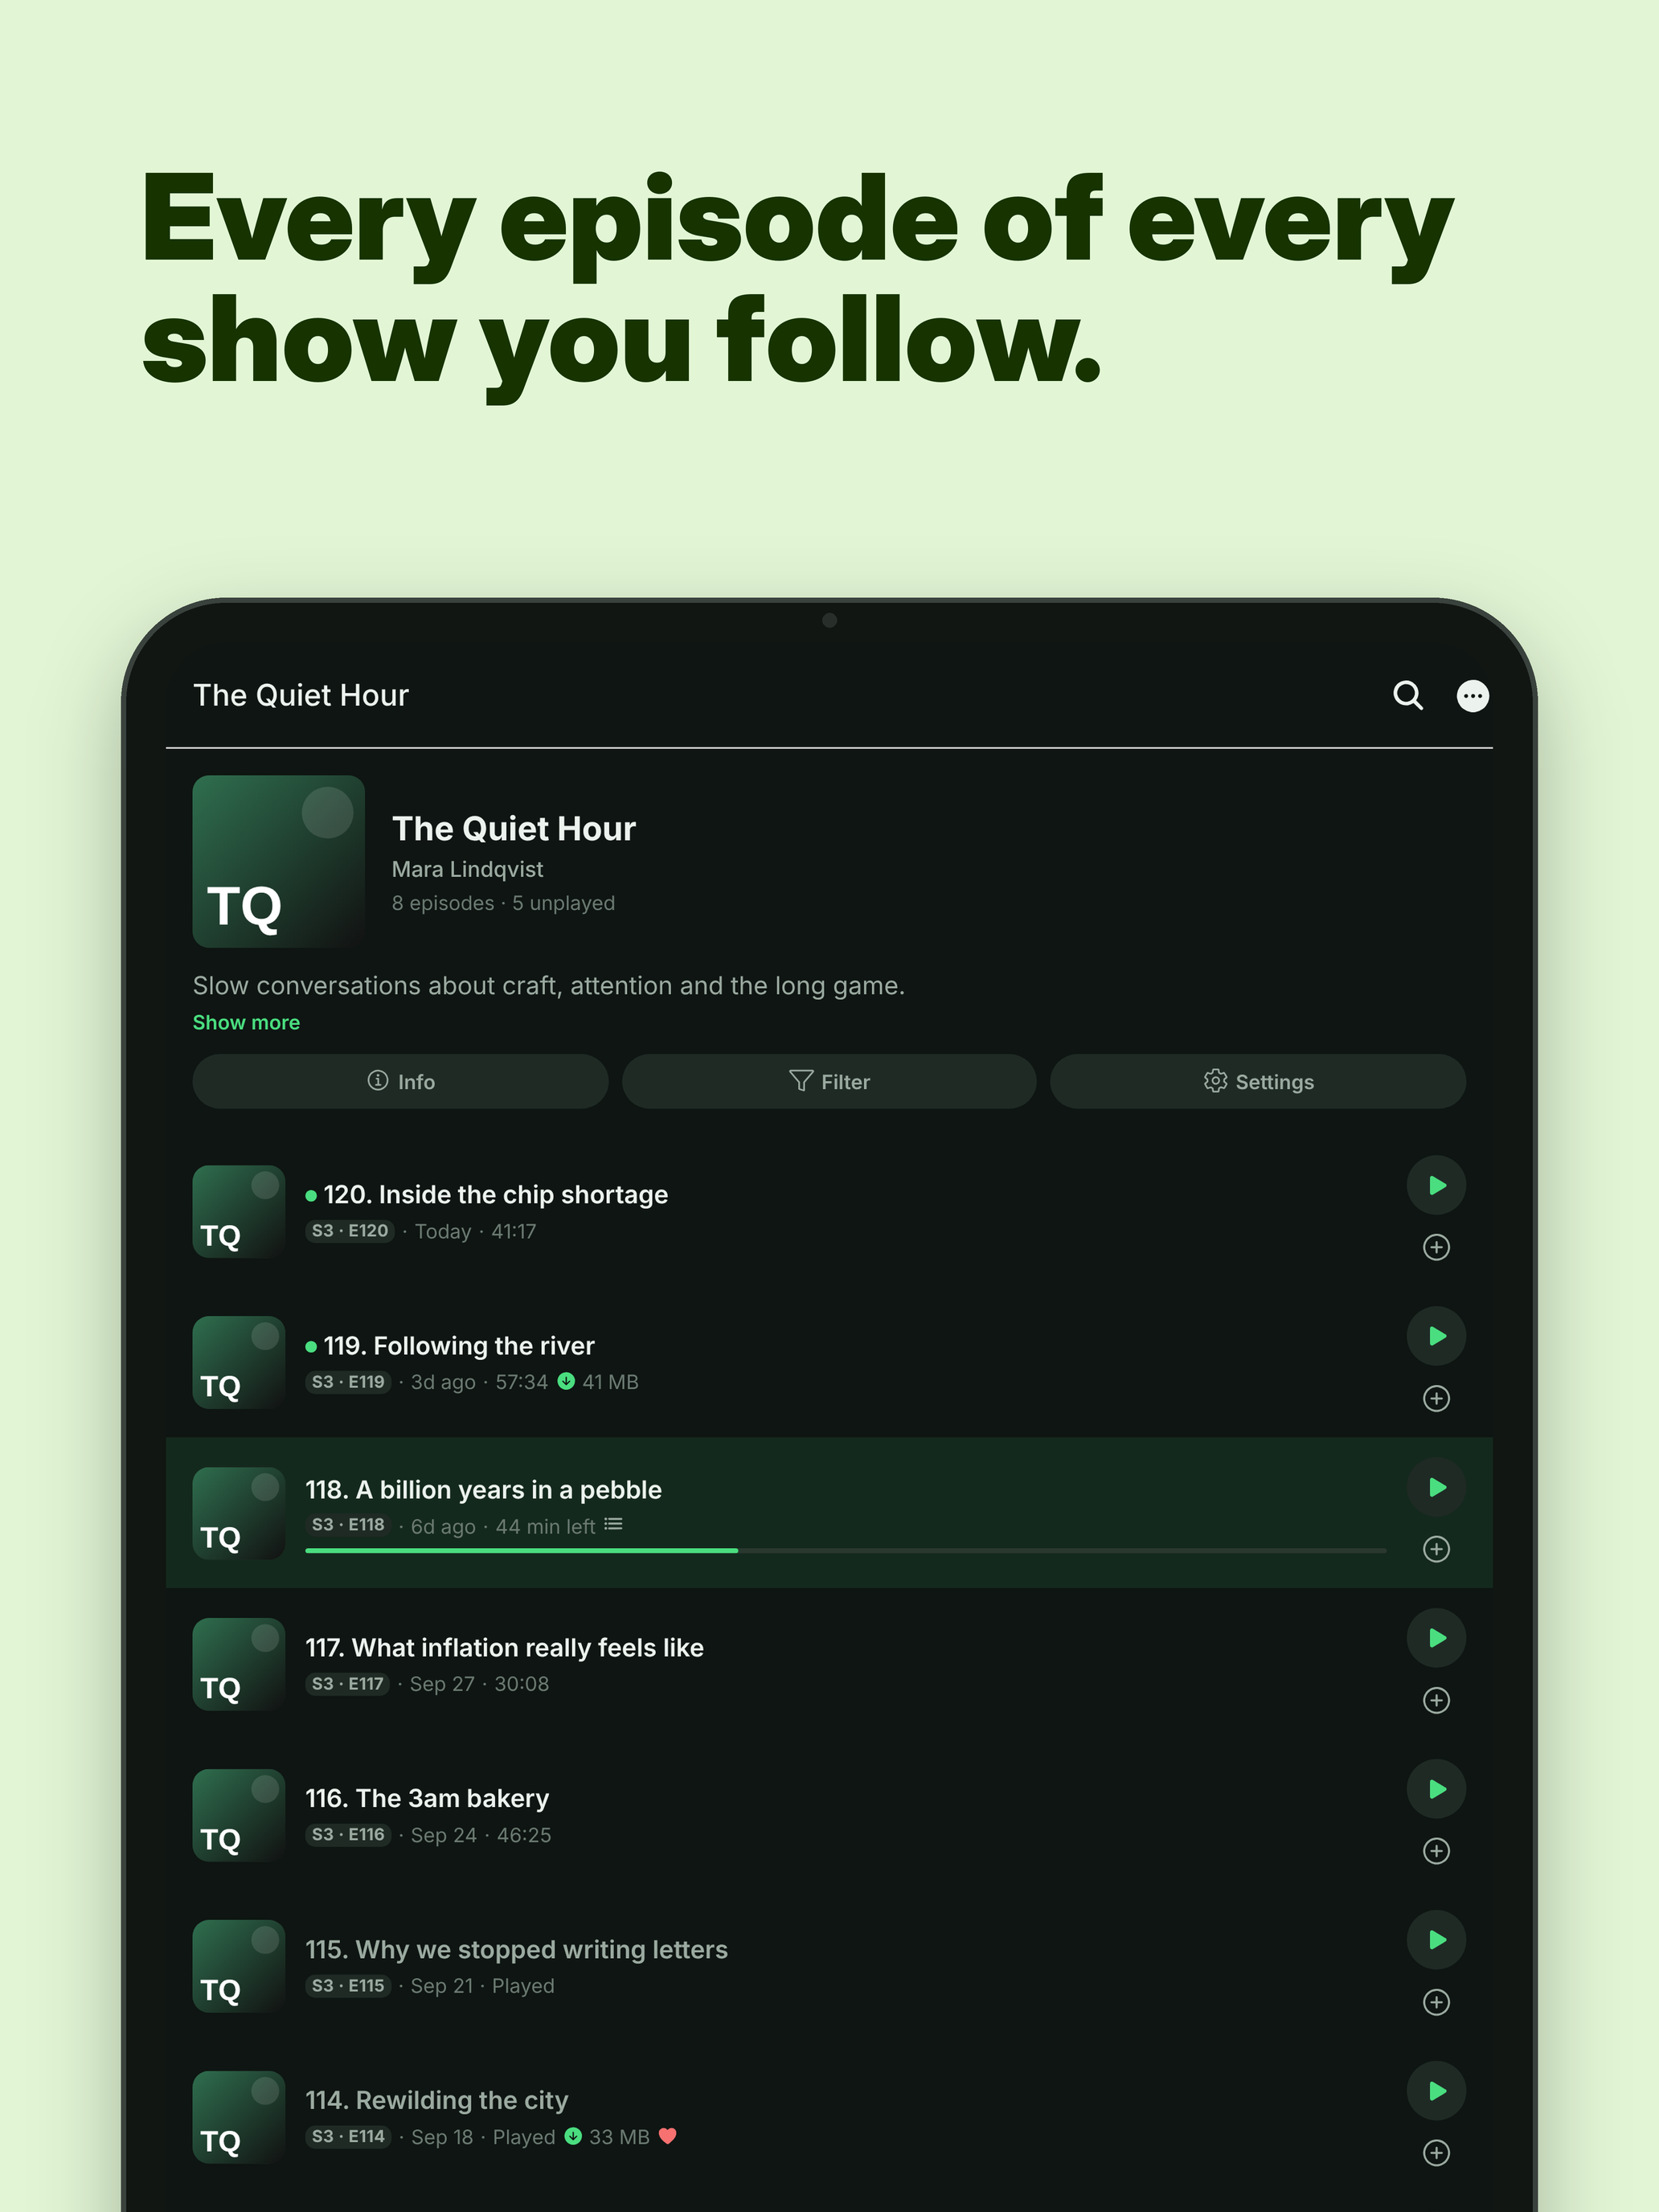 Every episode of every
show you follow.
The Quiet Hour
TQ
The Quiet Hour
Mara Lindqvist
8 episodes · 5 unplayed
Slow conversations about craft, attention and the long game.
Show more
Info
Filter
Settings
TQ
120. Inside the chip shortage
S3 · E120 · Today · 41:17
TQ
119. Following the river
S3 · E119 · 3d ago · 57:34 41 MB
TQ
118. A billion years in a pebble
S3 · E118 · 6d ago · 44 min left
TQ
117. What inflation really feels like
S3 · E117 · Sep 27 · 30:08
TQ
116. The 3am bakery
S3 · E116 · Sep 24 · 46:25
TQ
115. Why we stopped writing letters
S3 · E115 · Sep 21 · Played
TQ
114. Rewilding the city
S3 · E114 · Sep 18 · Played 33 MB